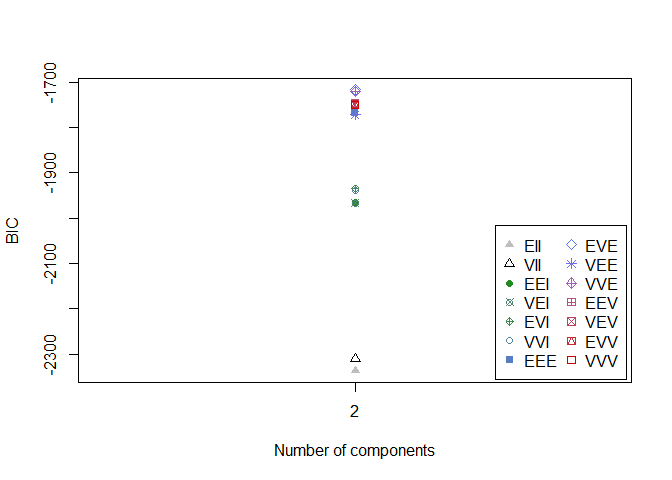 -1700
-1900
-2100
-2300
BIC
2
Number of components
EII EVE
VII VEE
EEI VVE
VEI EEV
EVI VEV
VVI EVV
EEE VVV